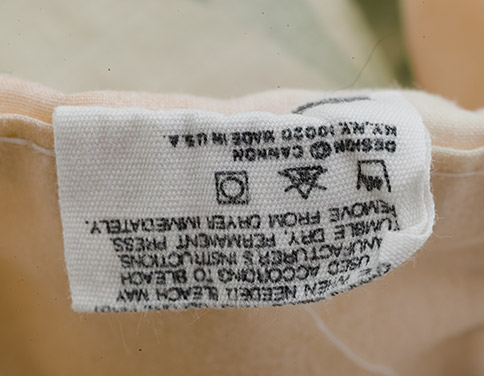 WHEN NEEDED, BLEACH MAY
USED ACCORDING TO BLEACH
MANUFACTURER'S INSTRUCTIONS.
TUMBLE DRY, PERMANENT PRESS.
REMOVE FROM DRYER IMMEDIATELY.
DESIGN © CANNON
N.Y., N.Y. 10020 MADE IN U.S.A.